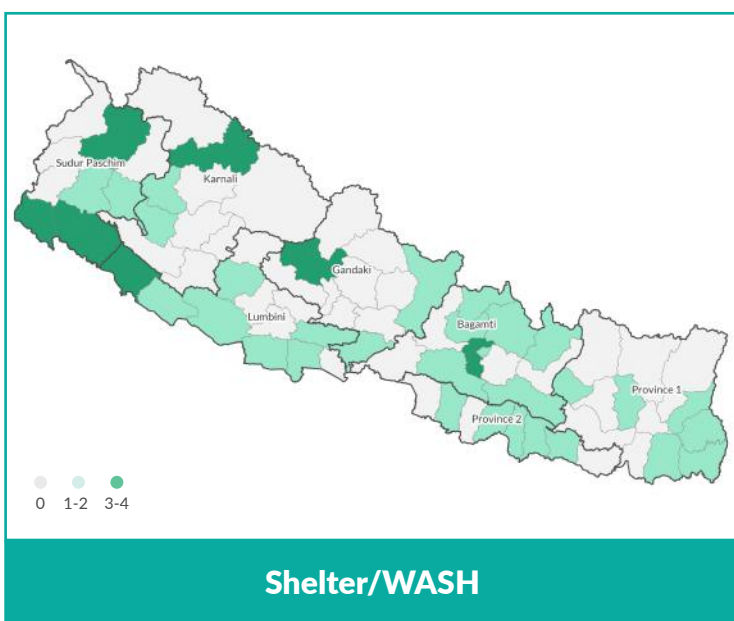 Sudur Paschim
Karnali
Gandaki
Lumbini
Bagamti
Province 1
Province 2
0 1-2 3-4
Shelter/WASH